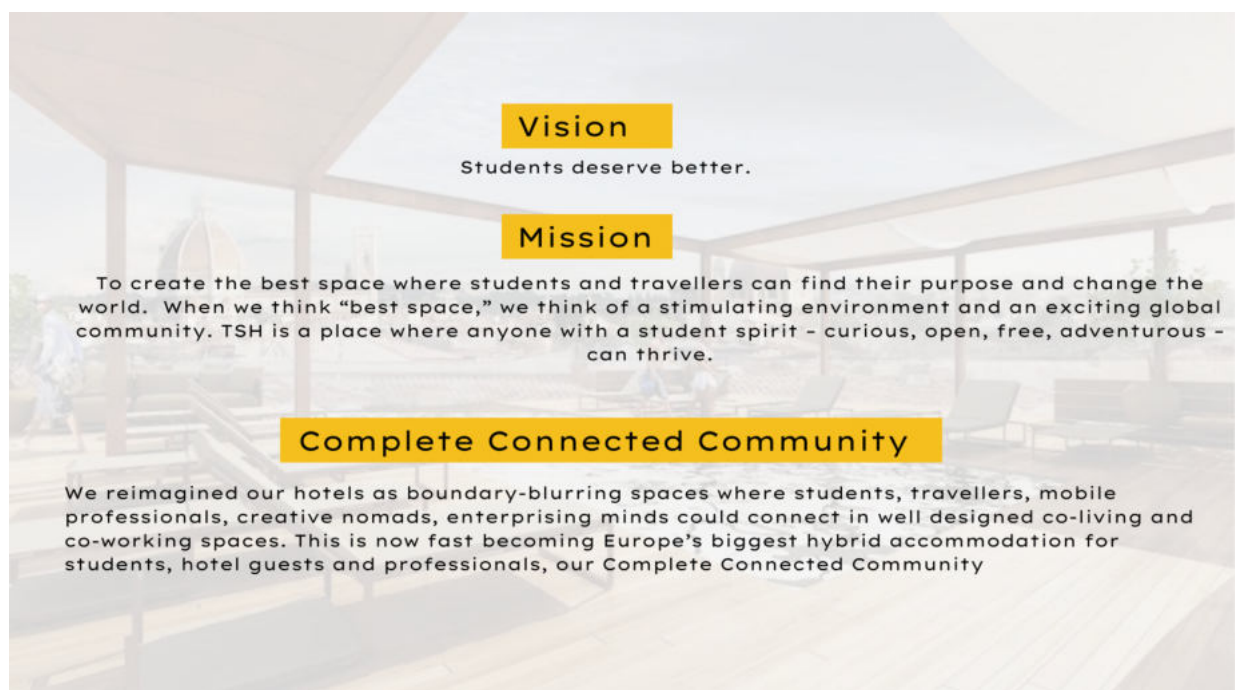 Vision
Students deserve better.
Mission
To create the best space where students and travellers can find their purpose and change the
world.  When we think “best space,” we think of a stimulating environment and an exciting global
community. TSH is a place where anyone with a student spirit – curious, open, free, adventurous –
can thrive.
Complete Connected Community
We reimagined our hotels as boundary-blurring spaces where students, travellers, mobile
professionals, creative nomads, enterprising minds could connect in well designed co-living and
co-working spaces. This is now fast becoming Europe’s biggest hybrid accommodation for
students, hotel guests and professionals, our Complete Connected Community